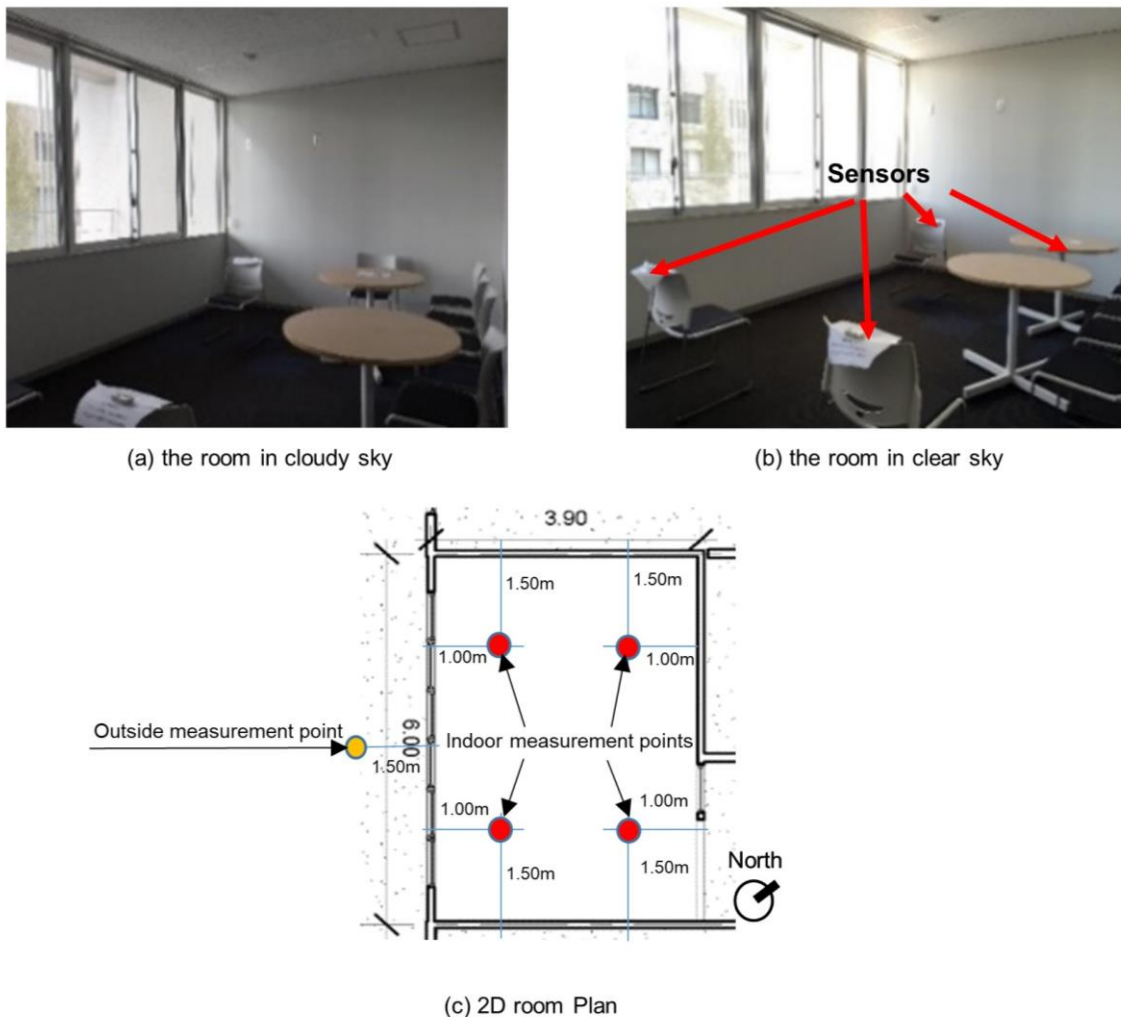 Sensors
(a) the room in cloudy sky
(b) the room in clear sky
3.90
1.50m
1.50m
1.00m
1.00m
Outside measurement point
6.00
Indoor measurement points
1.50m
1.00m
1.00m
1.50m
1.50m
North
(c) 2D room Plan